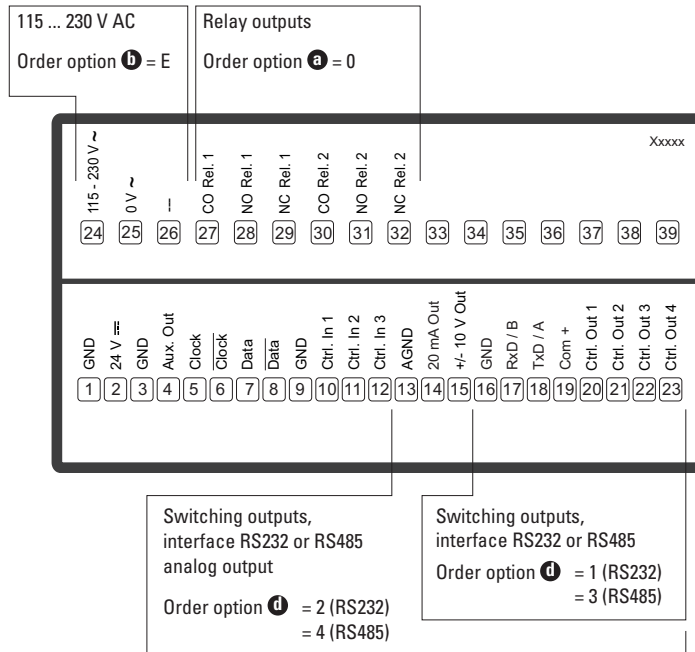 115 ... 230 V AC
Order option b = E
Relay outputs
Order option a = 0
Xxxxx
115 - 230 V ~
0 V ~
---
CO Rel. 1
NO Rel. 1
NC Rel. 1
CO Rel. 2
NO Rel. 2
NC Rel. 2
24 25 26 27 28 29 30 31 32 33 34 35 36 37 38 39
GND
24 V ⎓
GND
Aux. Out
Clock
C̅l̅o̅c̅k̅
Data
D̅a̅t̅a̅
GND
Ctrl. In 1
Ctrl. In 2
Ctrl. In 3
AGND
20 mA Out
+/- 10 V Out
GND
RxD / B
TxD / A
Com +
Ctrl. Out 1
Ctrl. Out 2
Ctrl. Out 3
Ctrl. Out 4
1 2 3 4 5 6 7 8 9 10 11 12 13 14 15 16 17 18 19 20 21 22 23
Switching outputs,
interface RS232 or RS485
analog output
Order option d = 2 (RS232)
= 4 (RS485)
Switching outputs,
interface RS232 or RS485
Order option d = 1 (RS232)
= 3 (RS485)